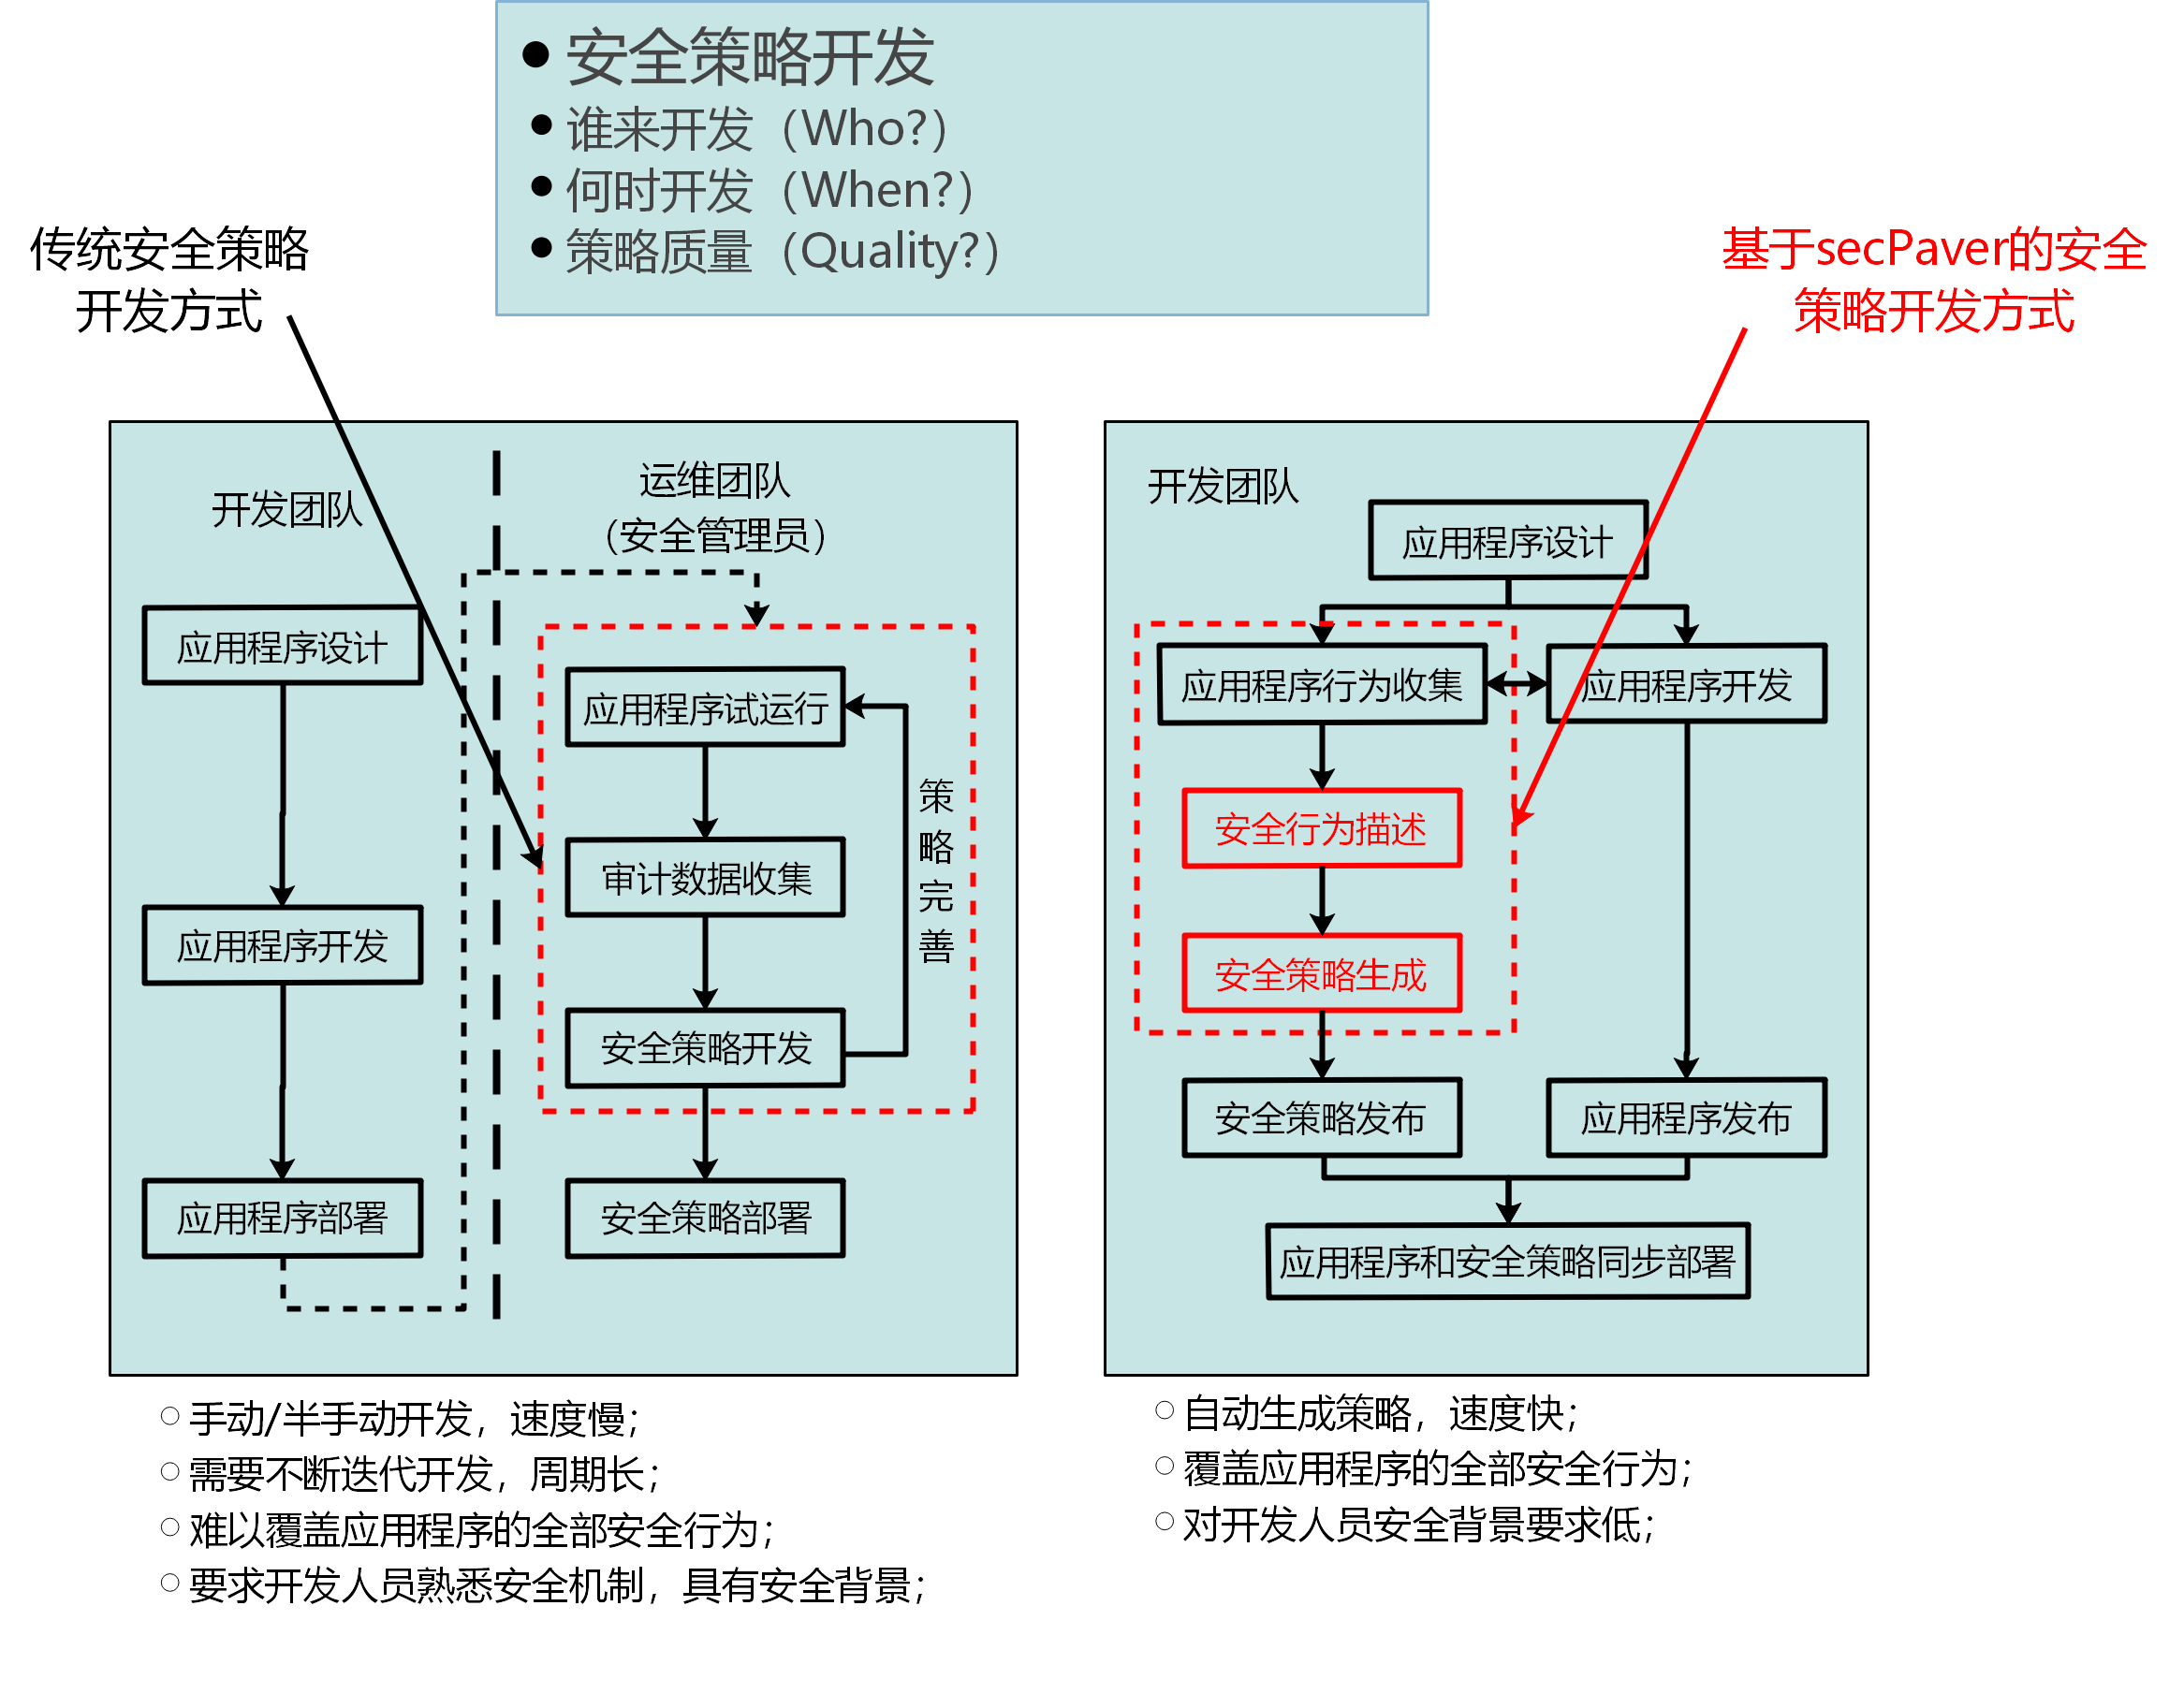 安全策略开发
谁来开发（Who?）
何时开发（When?）
策略质量（Quality?）
传统安全策略
开发方式
基于secPaver的安全
策略开发方式
开发团队
运维团队
（安全管理员）
应用程序设计
应用程序开发
应用程序部署
应用程序试运行
审计数据收集
安全策略开发
安全策略部署
策略完善
开发团队
应用程序设计
应用程序行为收集
应用程序开发
安全行为描述
安全策略生成
安全策略发布
应用程序发布
应用程序和安全策略同步部署
手动/半手动开发，速度慢；
需要不断迭代开发，周期长；
难以覆盖应用程序的全部安全行为；
要求开发人员熟悉安全机制，具有安全背景；
自动生成策略，速度快；
覆盖应用程序的全部安全行为；
对开发人员安全背景要求低；